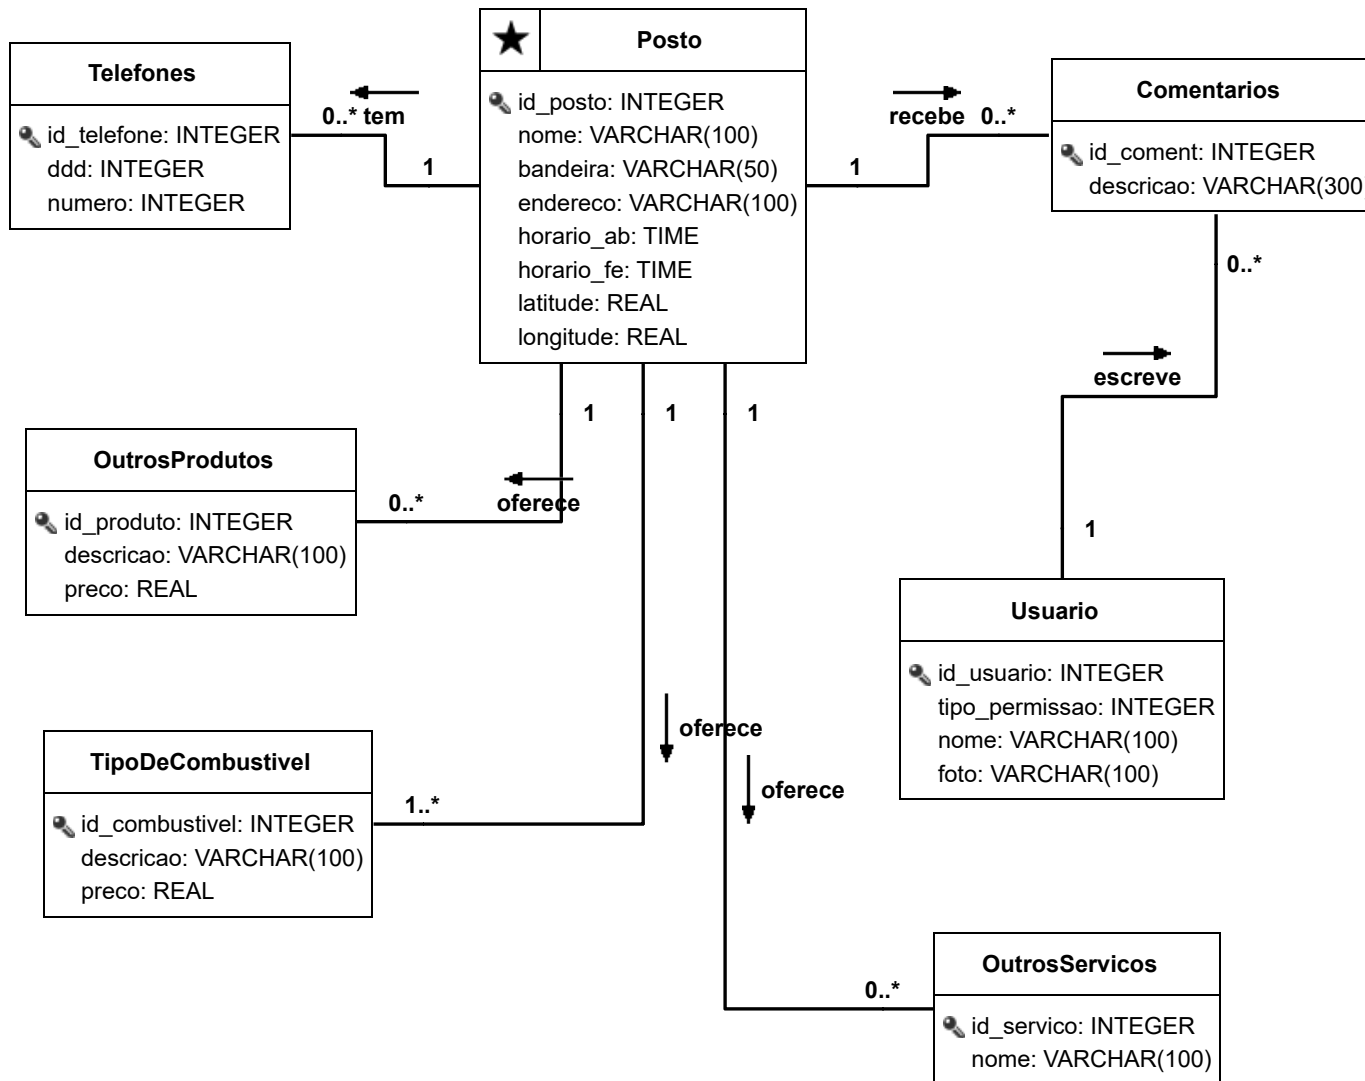 Telefones
id_telefone: INTEGER
ddd: INTEGER
numero: INTEGER
0..* tem
1
Posto
id_posto: INTEGER
nome: VARCHAR(100)
bandeira: VARCHAR(50)
endereco: VARCHAR(100)
horario_ab: TIME
horario_fe: TIME
latitude: REAL
longitude: REAL
recebe 0..*
1
Comentarios
id_coment: INTEGER
descricao: VARCHAR(300)
0..*
escreve
1
1
1
1
OutrosProdutos
id_produto: INTEGER
descricao: VARCHAR(100)
preco: REAL
0..*
oferece
Usuario
id_usuario: INTEGER
tipo_permissao: INTEGER
nome: VARCHAR(100)
foto: VARCHAR(100)
oferece
oferece
TipoDeCombustivel
id_combustivel: INTEGER
descricao: VARCHAR(100)
preco: REAL
1..*
0..*
OutrosServicos
id_servico: INTEGER
nome: VARCHAR(100)